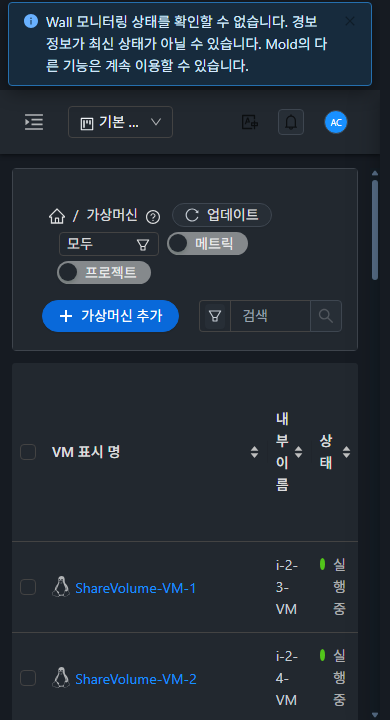 Wall 모니터링 상태를 확인할 수 없습니다. 경보
정보가 최신 상태가 아닐 수 있습니다. Mold의 다
른 기능은 계속 이용할 수 있습니다.
기본 ...
AC
/ 가상머신
업데이트
모두
메트릭
프로젝트
가상머신 추가
검색
VM 표시 명
내
부
이
름
상
태
ShareVolume-VM-1
i-2-
3-
VM
실
행
중
ShareVolume-VM-2
i-2-
4-
VM
실
행
중